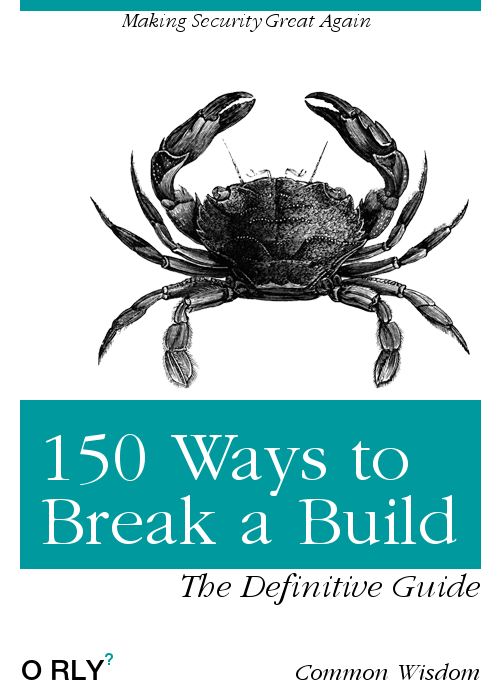 Making Security Great Again
150 Ways to
Break a Build
The Definitive Guide
O RLY?
Common Wisdom